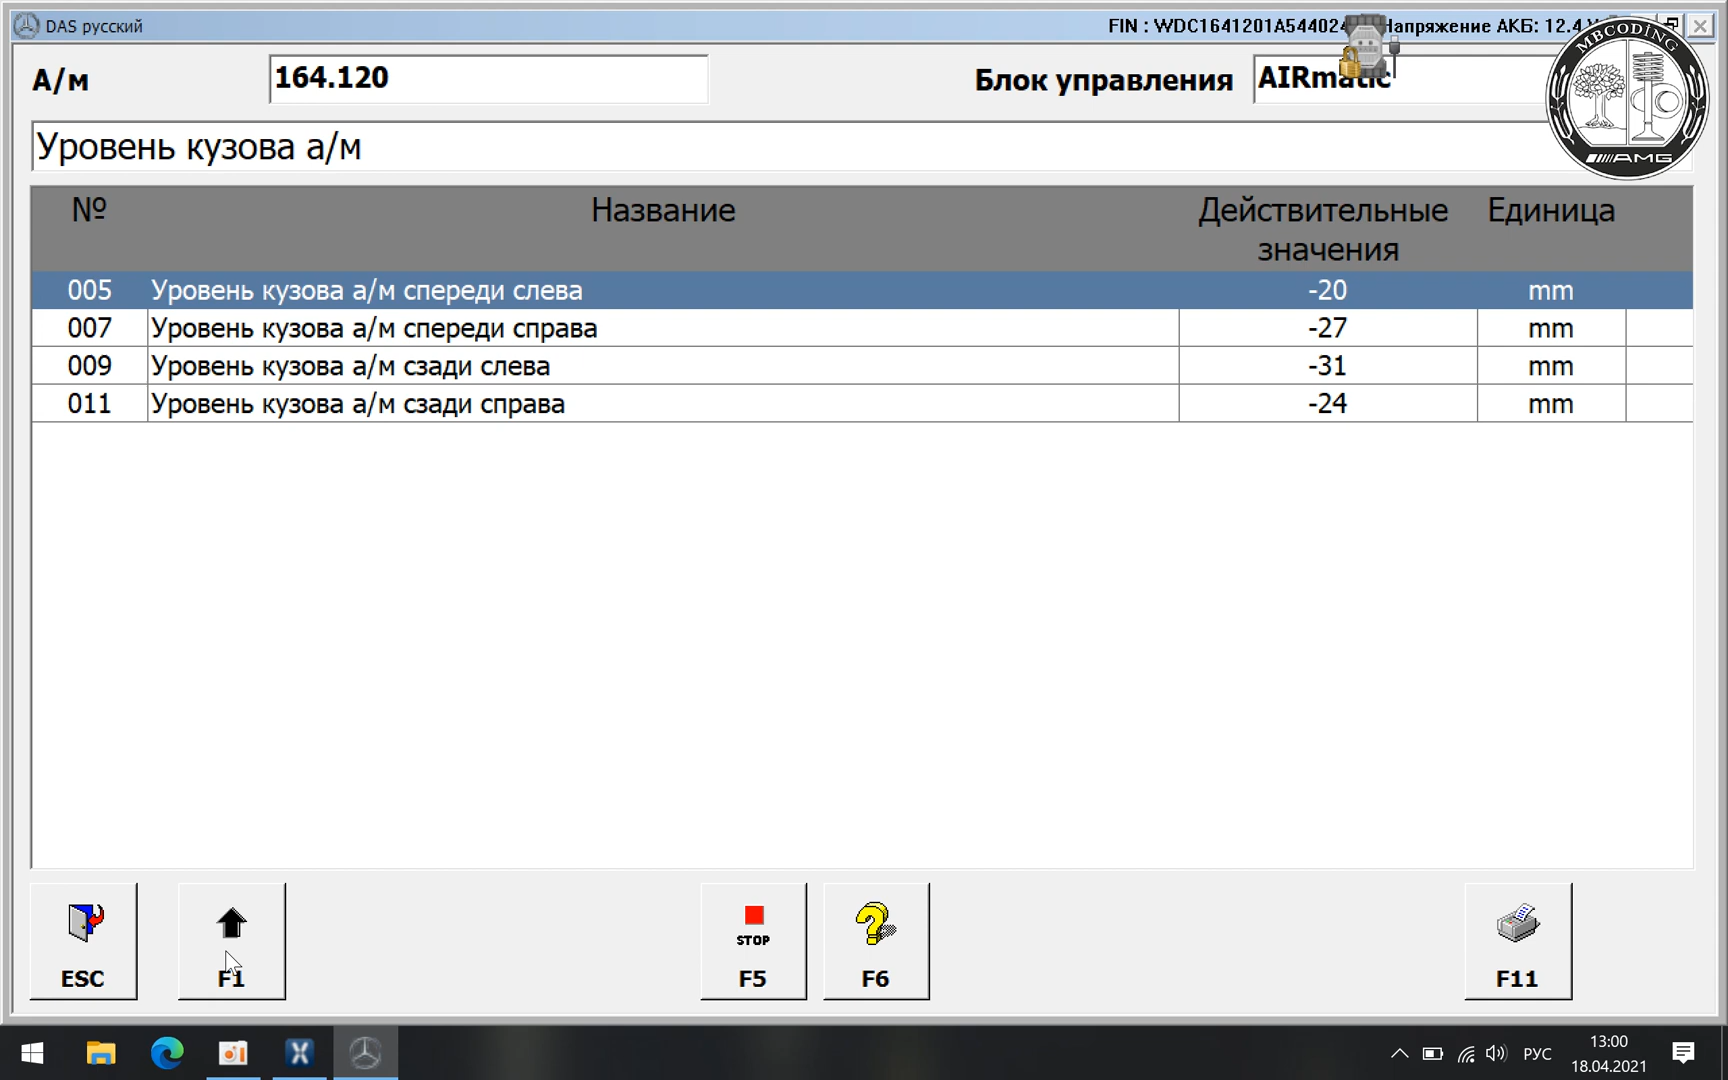 DAS русский
FIN : WDC1641201A544024 Напряжение АКБ: 12.4
А/м 164.120 Блок управления AIRmatic
Уровень кузова а/м
№ Название Действительные значения Единица
005 Уровень кузова а/м спереди слева -20 mm
007 Уровень кузова а/м спереди справа -27 mm
009 Уровень кузова а/м сзади слева -31 mm
011 Уровень кузова а/м сзади справа -24 mm
MBCODING
AMG
STOP
ESC F1 F5 F6 F11
РУС
13:00
18.04.2021